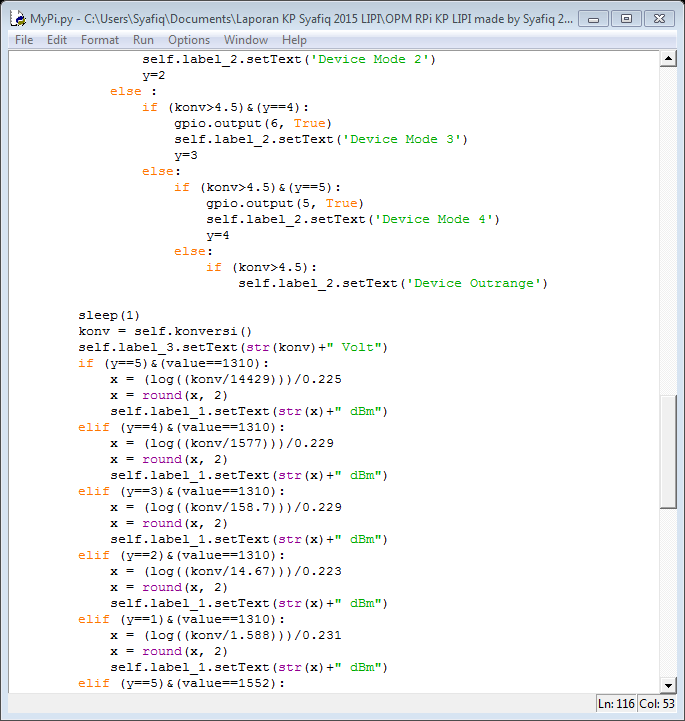 MyPi.py - C:\Users\Syafiq\Documents\Laporan KP Syafiq 2015 LIPI\OPM RPi KP LIPI made by Syafiq 2...
File Edit Format Run Options Window Help
self.label_2.setText('Device Mode 2')
y=2
else :
if (konv>4.5)&(y==4):
gpio.output(6, True)
self.label_2.setText('Device Mode 3')
y=3
else:
if (konv>4.5)&(y==5):
gpio.output(5, True)
self.label_2.setText('Device Mode 4')
y=4
else:
if (konv>4.5):
self.label_2.setText('Device Outrange')
sleep(1)
konv = self.konversi()
self.label_3.setText(str(konv)+" Volt")
if (y==5)&(value==1310):
x = (log((konv/14429)))/0.225
x = round(x, 2)
self.label_1.setText(str(x)+" dBm")
elif (y==4)&(value==1310):
x = (log((konv/1577)))/0.229
x = round(x, 2)
self.label_1.setText(str(x)+" dBm")
elif (y==3)&(value==1310):
x = (log((konv/158.7)))/0.229
x = round(x, 2)
self.label_1.setText(str(x)+" dBm")
elif (y==2)&(value==1310):
x = (log((konv/14.67)))/0.223
x = round(x, 2)
self.label_1.setText(str(x)+" dBm")
elif (y==1)&(value==1310):
x = (log((konv/1.588)))/0.231
x = round(x, 2)
self.label_1.setText(str(x)+" dBm")
elif (y==5)&(value==1552):
Ln: 116 Col: 53